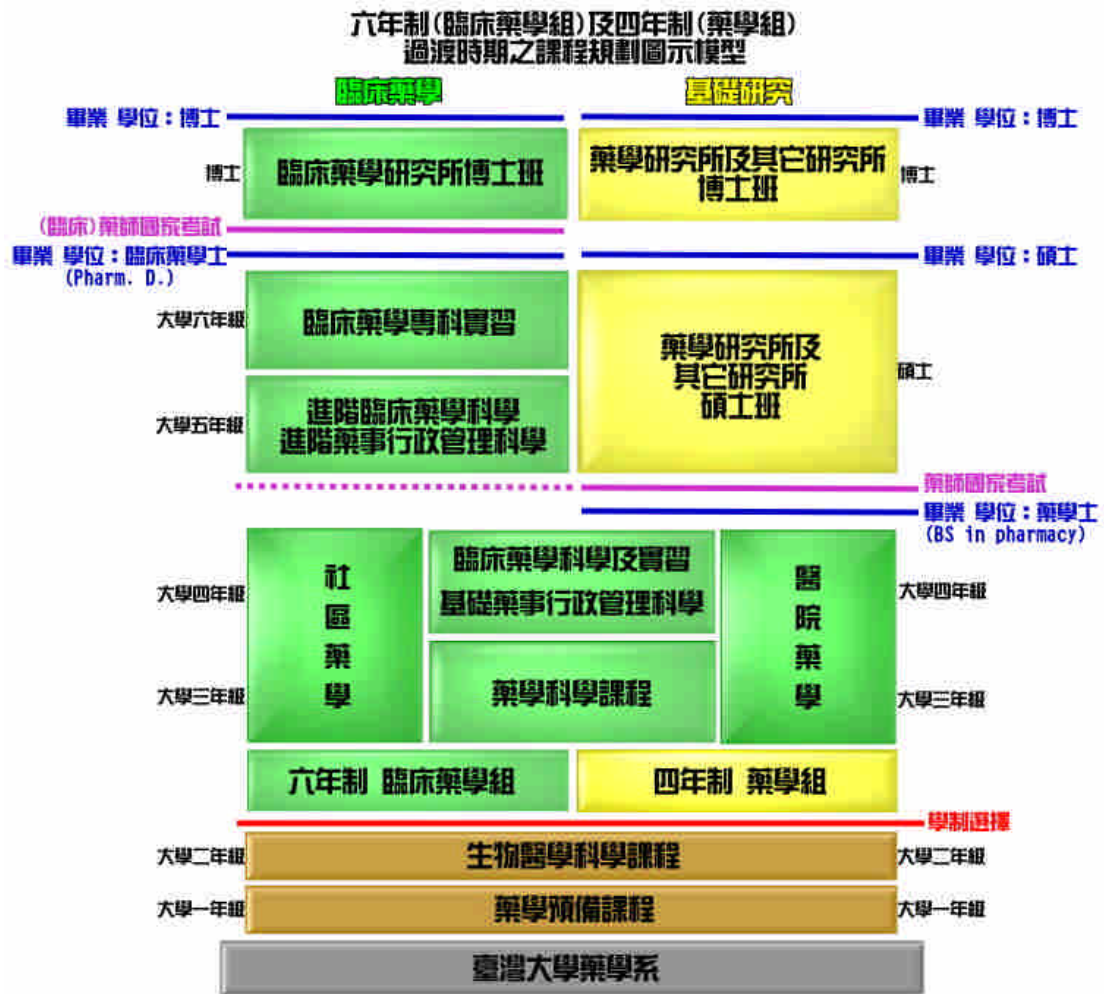 六年制(臨床藥學組)及四年制(藥學組)
過渡時期之課程規劃圖示模型
臨床藥學
基礎研究
畢業 學位：博士
畢業 學位：博士
博士
臨床藥學研究所博士班
藥學研究所及其它研究所
博士班
博士
(臨床)藥師國家考試
畢業 學位：臨床藥學士
(Pharm. D.)
畢業 學位：碩士
大學六年級
臨床藥學專科實習
藥學研究所及
其它研究所
碩士班
碩士
大學五年級
進階臨床藥學科學
進階藥事行政管理科學
藥師國家考試
畢業 學位：藥學士
(BS in pharmacy)
大學四年級
社區藥學
臨床藥學科學及實習
基礎藥事行政管理科學
醫院藥學
大學四年級
大學三年級
藥學科學課程
大學三年級
六年制 臨床藥學組
四年制 藥學組
學制選擇
大學二年級
生物醫學科學課程
大學二年級
大學一年級
藥學預備課程
大學一年級
臺灣大學藥學系